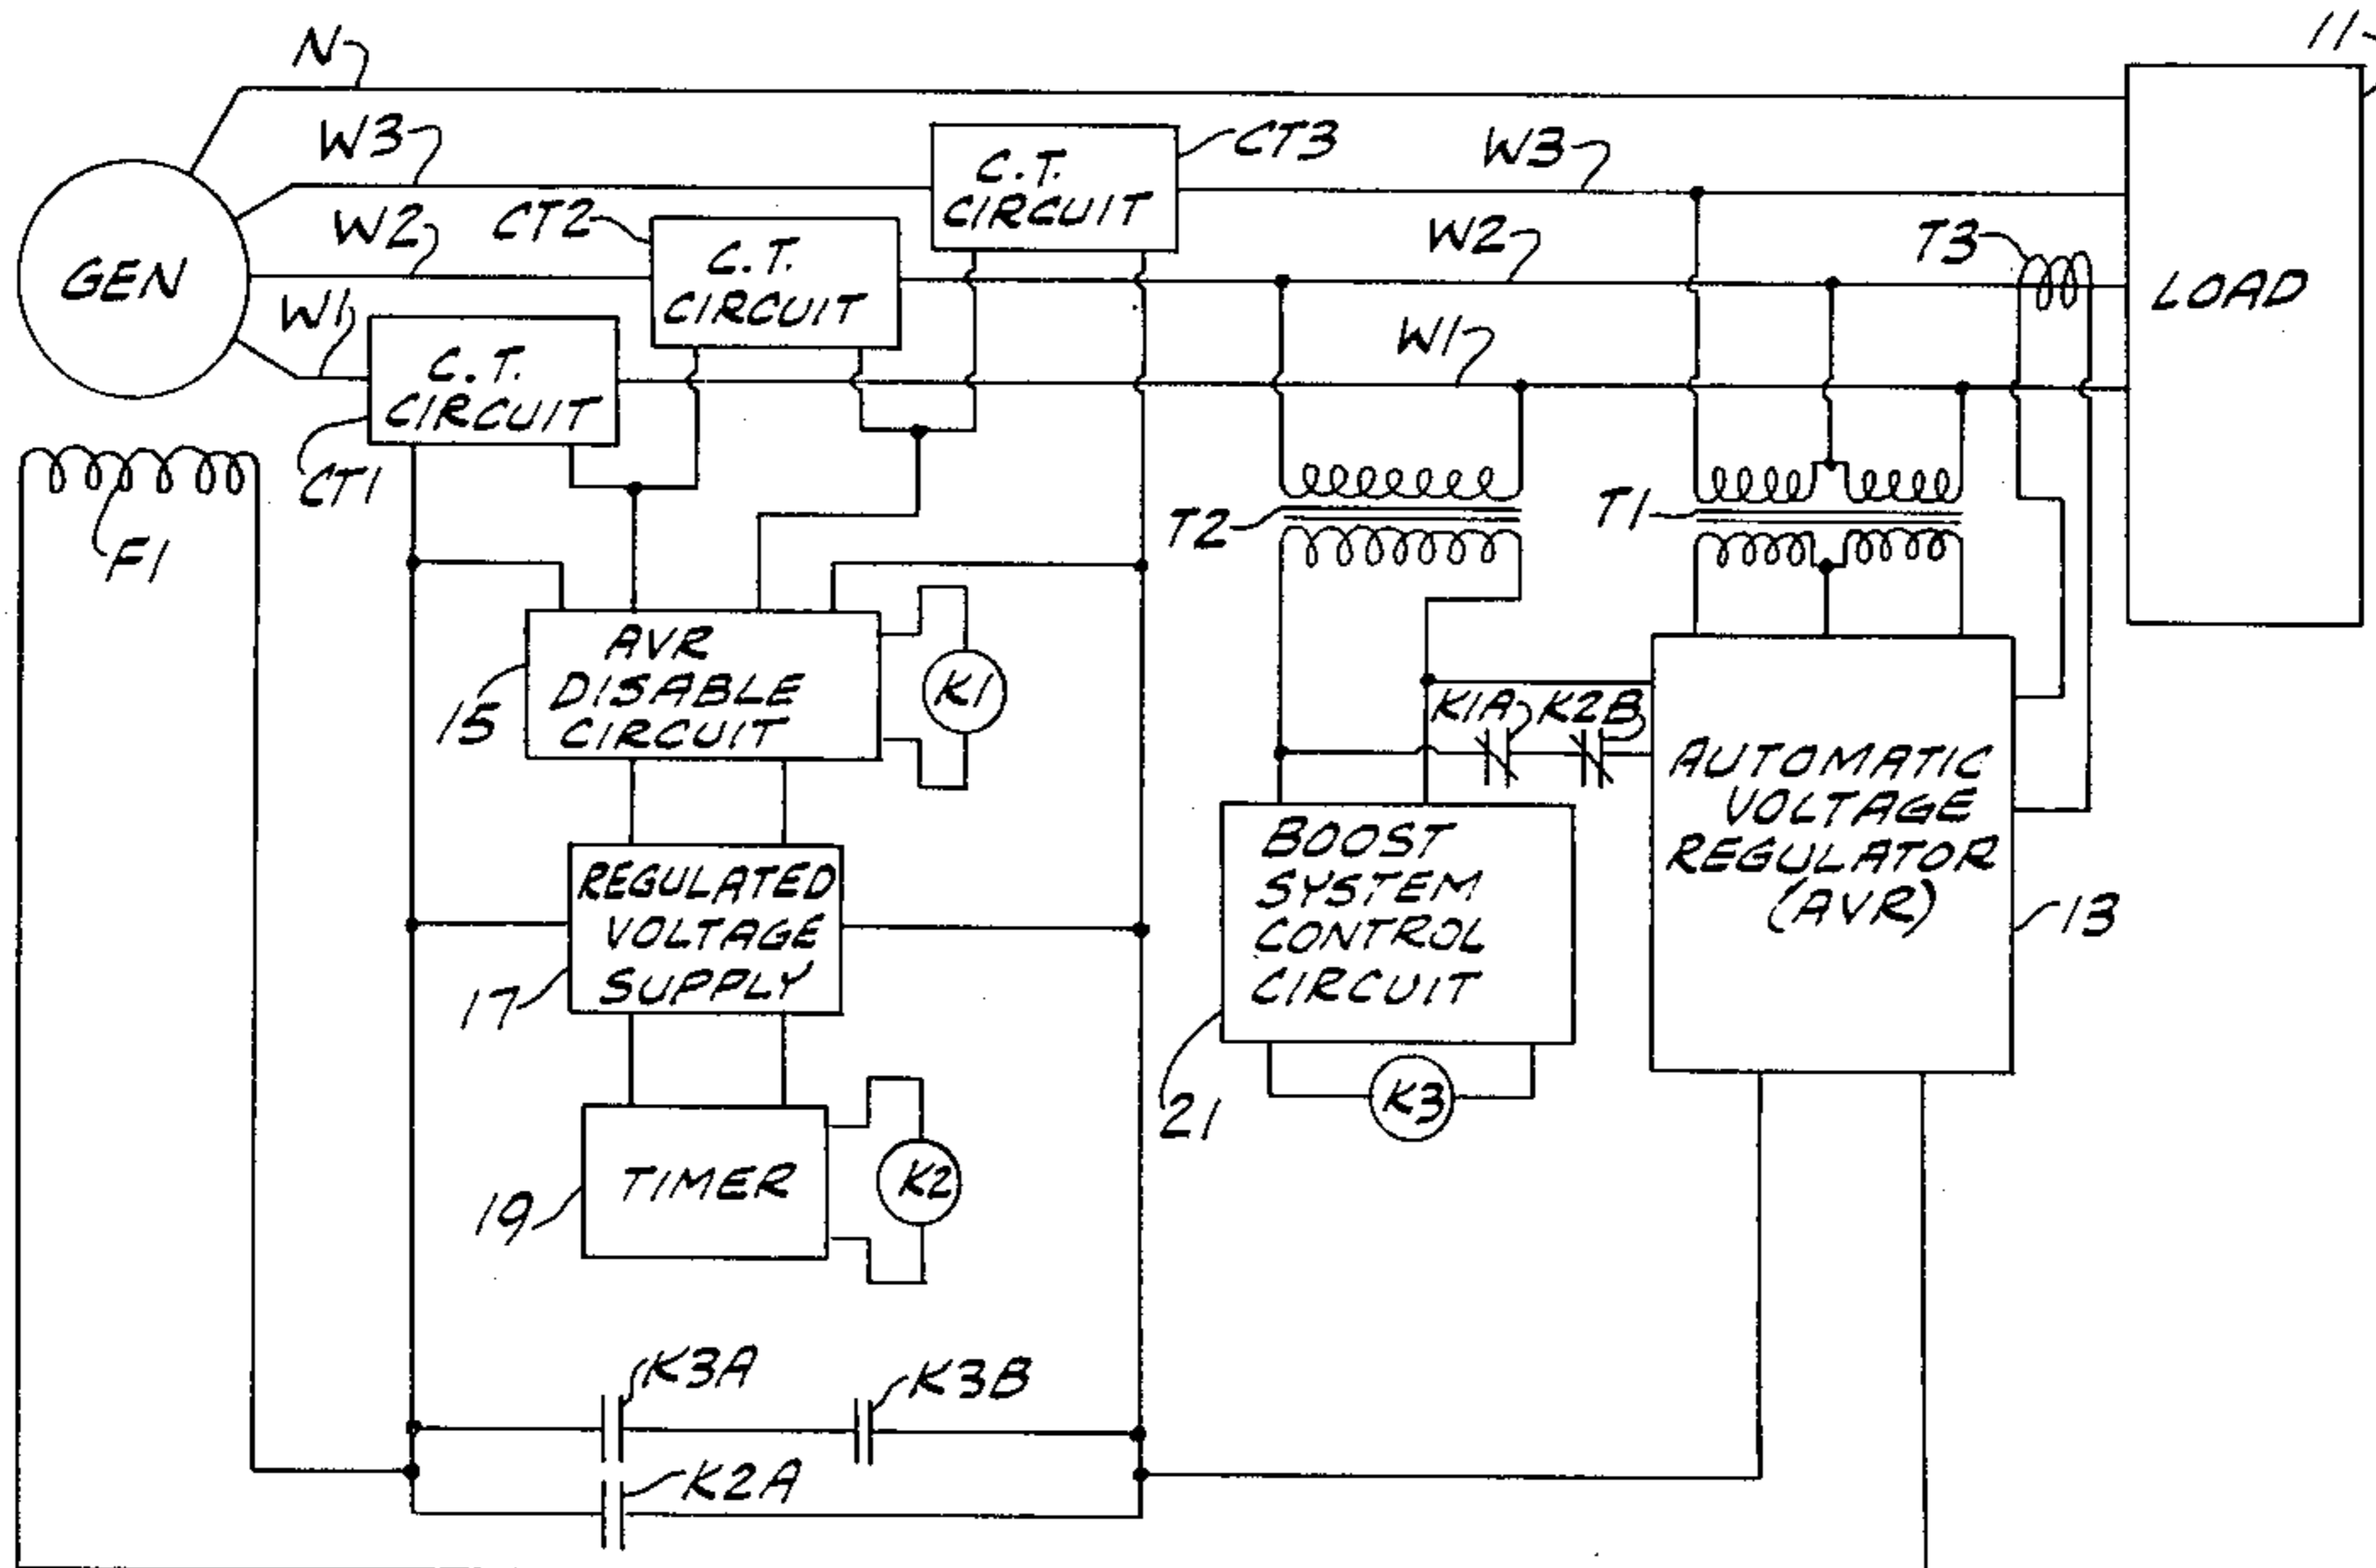 N
11
W3
CT3
W3
C.T.
CIRCUIT
W2
CT2
W2
T3
GEN
C.T.
CIRCUIT
LOAD
W1
W1
C.T.
CIRCUIT
CT1
F1
T2
T1
AVR
DISABLE
CIRCUIT
15
K1
K1A
K2B
AUTOMATIC
VOLTAGE
REGULATOR
(AVR)
13
BOOST
SYSTEM
CONTROL
CIRCUIT
21
REGULATED
VOLTAGE
SUPPLY
17
K3
TIMER
19
K2
K3A
K3B
K2A